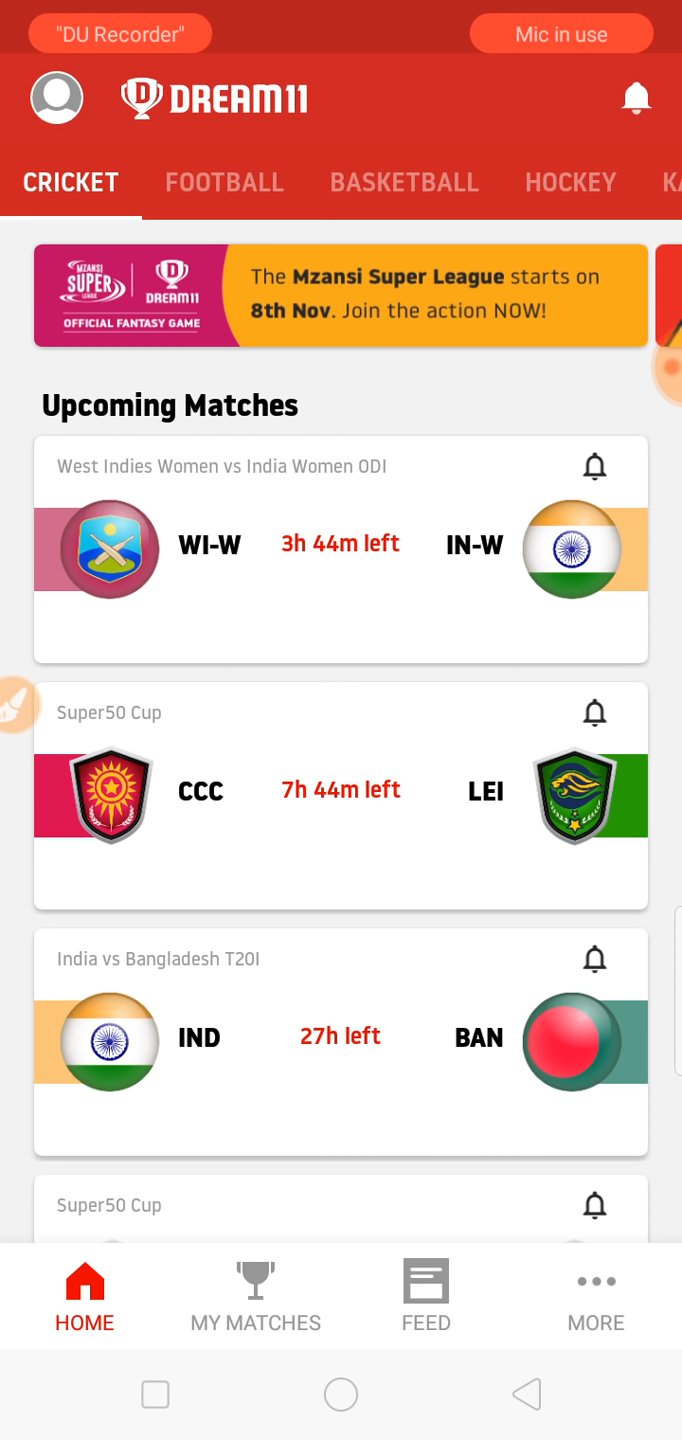 "DU Recorder" Mic in use
DREAM11
CRICKET FOOTBALL BASKETBALL HOCKEY
MZANSI
SUPER
LEAGUE
DREAM11
OFFICIAL FANTASY GAME
The Mzansi Super League starts on
8th Nov. Join the action NOW!
Upcoming Matches
West Indies Women vs India Women ODI
WI-W 3h 44m left IN-W
Super50 Cup
CCC 7h 44m left LEI
India vs Bangladesh T20I
IND 27h left BAN
Super50 Cup
HOME MY MATCHES FEED MORE